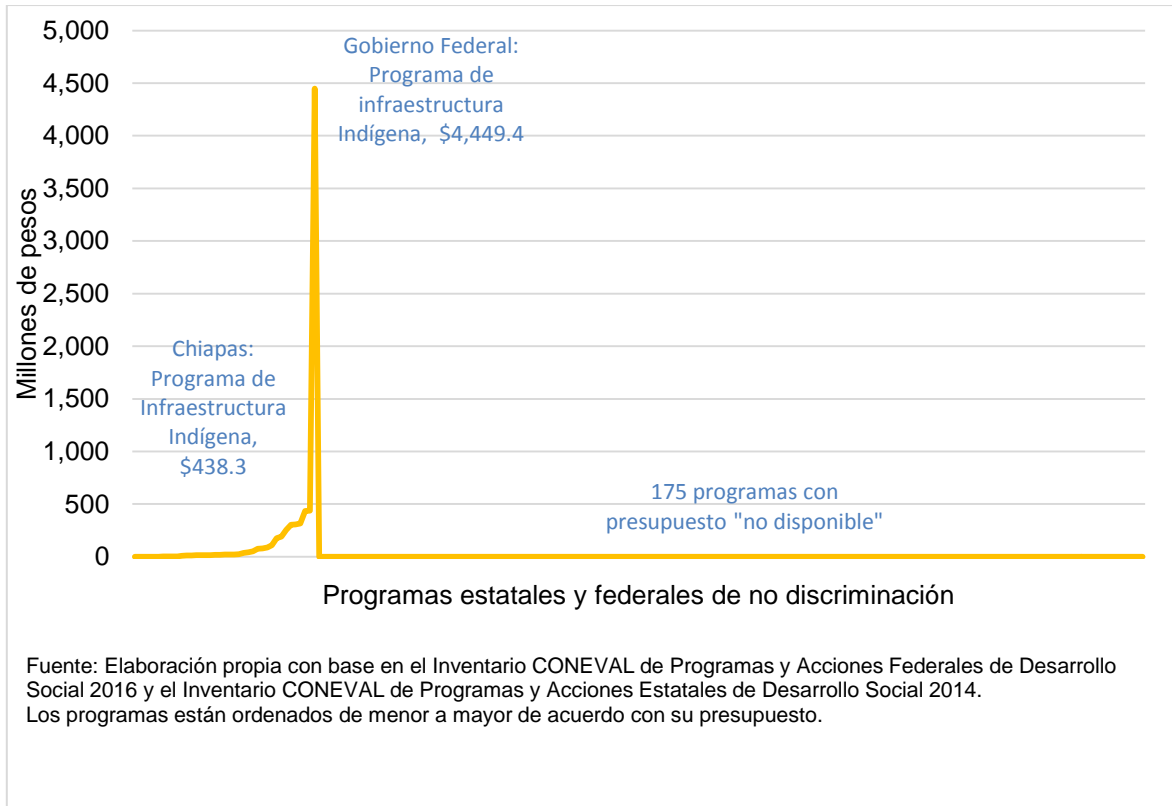 5,000
4,500
4,000
3,500
3,000
2,500
2,000
1,500
1,000
500
0
Millones de pesos
Gobierno Federal:
Programa de
infraestructura
Indígena,  $4,449.4
Chiapas:
Programa de
Infraestructura
Indígena,
$438.3
175 programas con
presupuesto "no disponible"
Programas estatales y federales de no discriminación
Fuente: Elaboración propia con base en el Inventario CONEVAL de Programas y Acciones Federales de Desarrollo
Social 2016 y el Inventario CONEVAL de Programas y Acciones Estatales de Desarrollo Social 2014.
Los programas están ordenados de menor a mayor de acuerdo con su presupuesto.